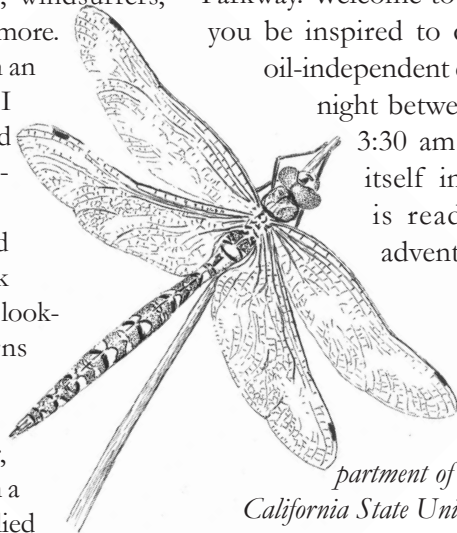 windsurfers,
more.
an
I
d
-
d
k
look-
ns
,
a
lied
Parkway. Welcome to
you be inspired to o
oil-independent
night betwe
3:30 am
itself in
is read
advent
partment of
California State Uni